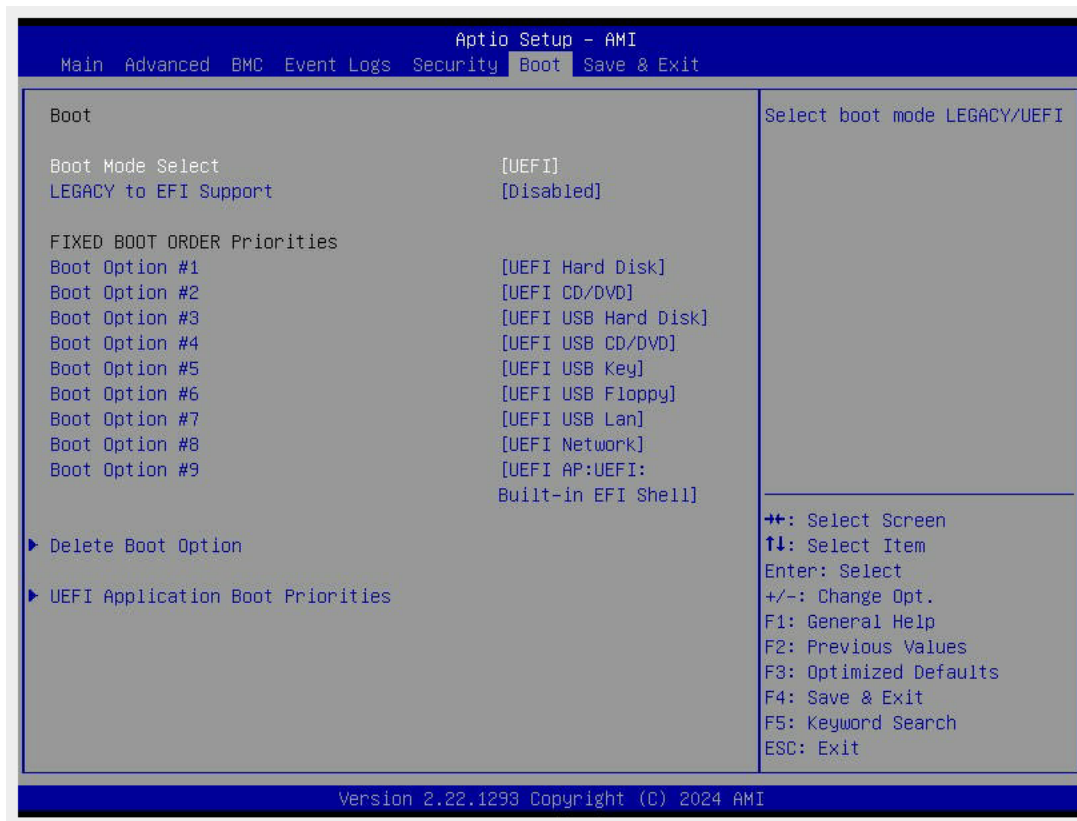 Aptio Setup – AMI
Main Advanced BMC Event Logs Security Boot Save & Exit
Boot
Boot Mode Select [UEFI]
LEGACY to EFI Support [Disabled]
FIXED BOOT ORDER Priorities
Boot Option #1 [UEFI Hard Disk]
Boot Option #2 [UEFI CD/DVD]
Boot Option #3 [UEFI USB Hard Disk]
Boot Option #4 [UEFI USB CD/DVD]
Boot Option #5 [UEFI USB Key]
Boot Option #6 [UEFI USB Floppy]
Boot Option #7 [UEFI USB Lan]
Boot Option #8 [UEFI Network]
Boot Option #9 [UEFI AP:UEFI:
Built-in EFI Shell]
Delete Boot Option
UEFI Application Boot Priorities
Select boot mode LEGACY/UEFI
→←: Select Screen
↑↓: Select Item
Enter: Select
+/-: Change Opt.
F1: General Help
F2: Previous Values
F3: Optimized Defaults
F4: Save & Exit
F5: Keyword Search
ESC: Exit
Version 2.22.1293 Copyright (C) 2024 AMI